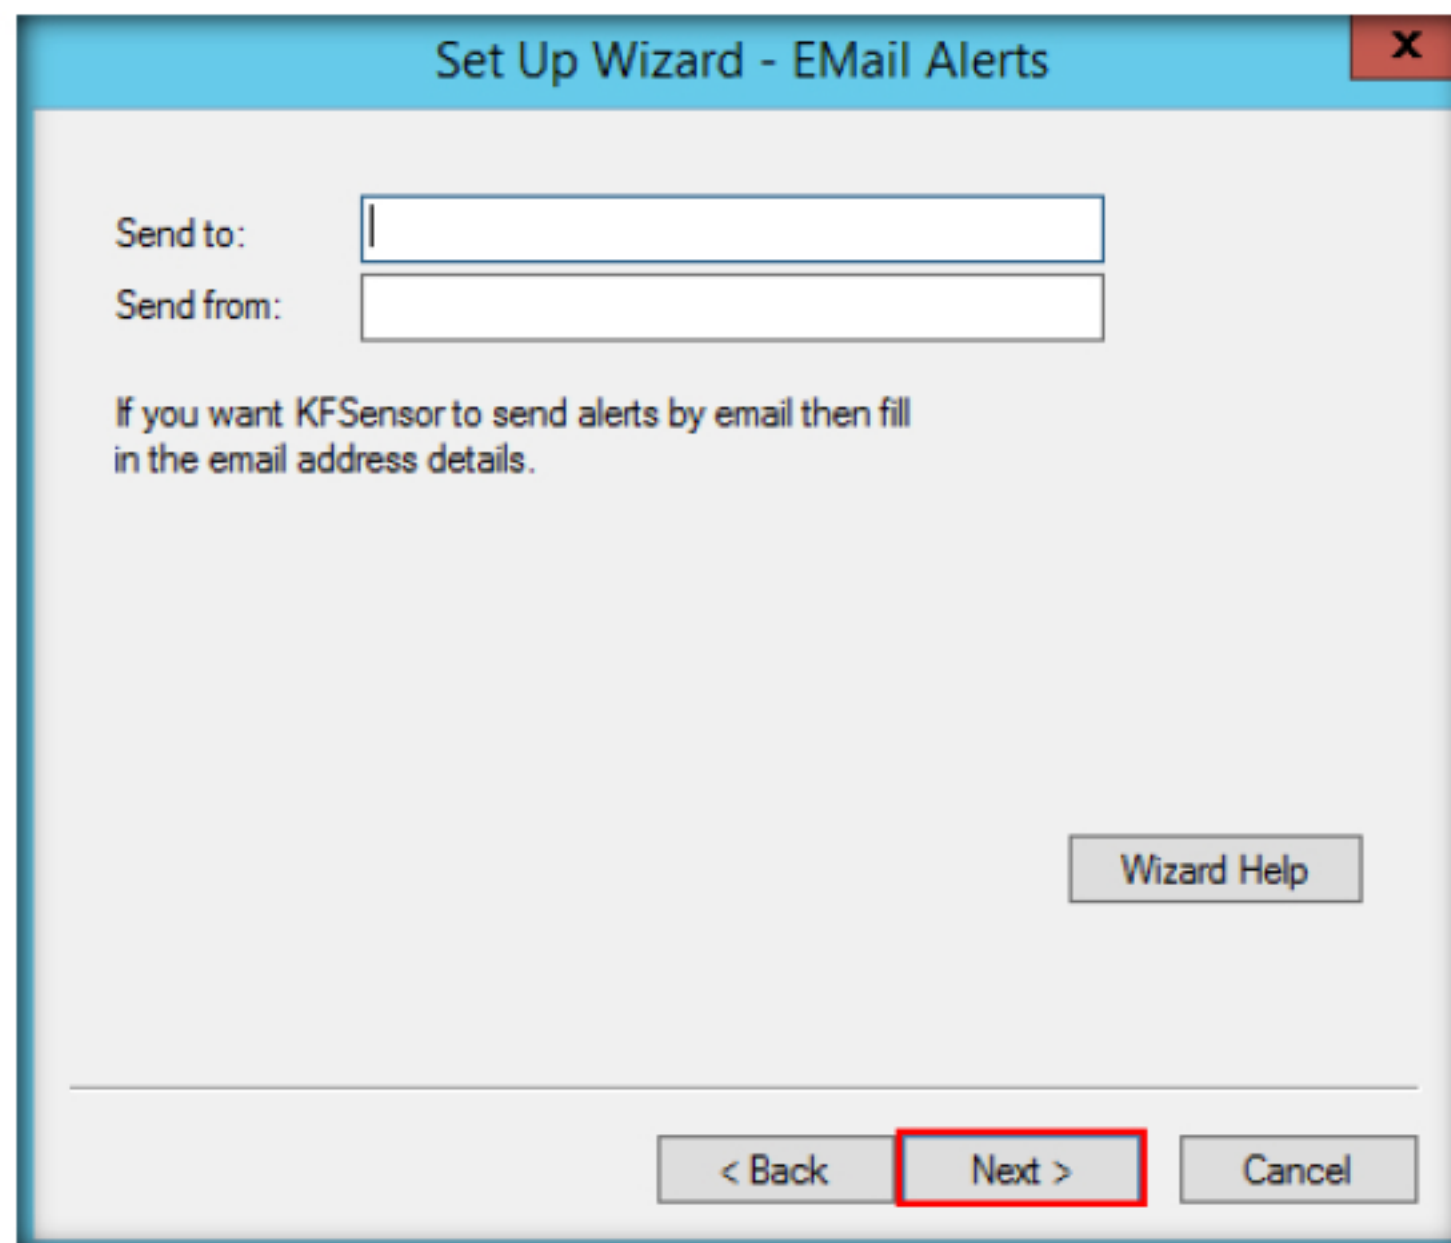 Set Up Wizard - EMail Alerts
x
Send to:
Send from:
If you want KFSensor to send alerts by email then fill
in the email address details.
Wizard Help
< Back
Next >
Cancel